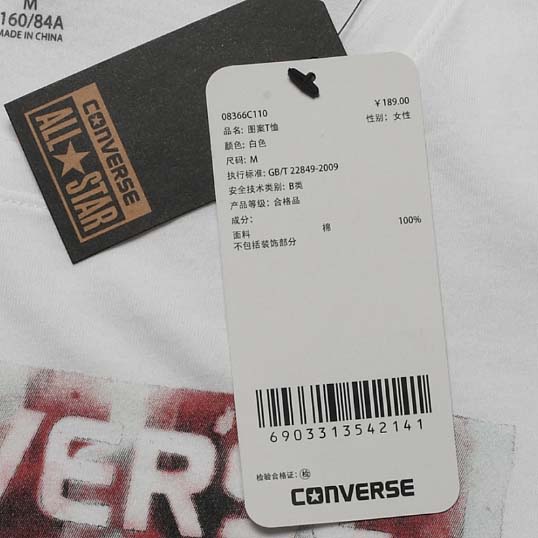 M
160/84A
MADE IN CHINA
CONVERSE
ALL STAR
08366C110 ￥189.00
品名: 图案T恤 性别: 女性
颜色: 白色
尺码: M
执行标准: GB/T 22849-2009
安全技术类别: B类
产品等级: 合格品
成分:
面料 棉 100%
不包括装饰部分
6903313542141
检验合格证: 检
CONVERSE
VERS